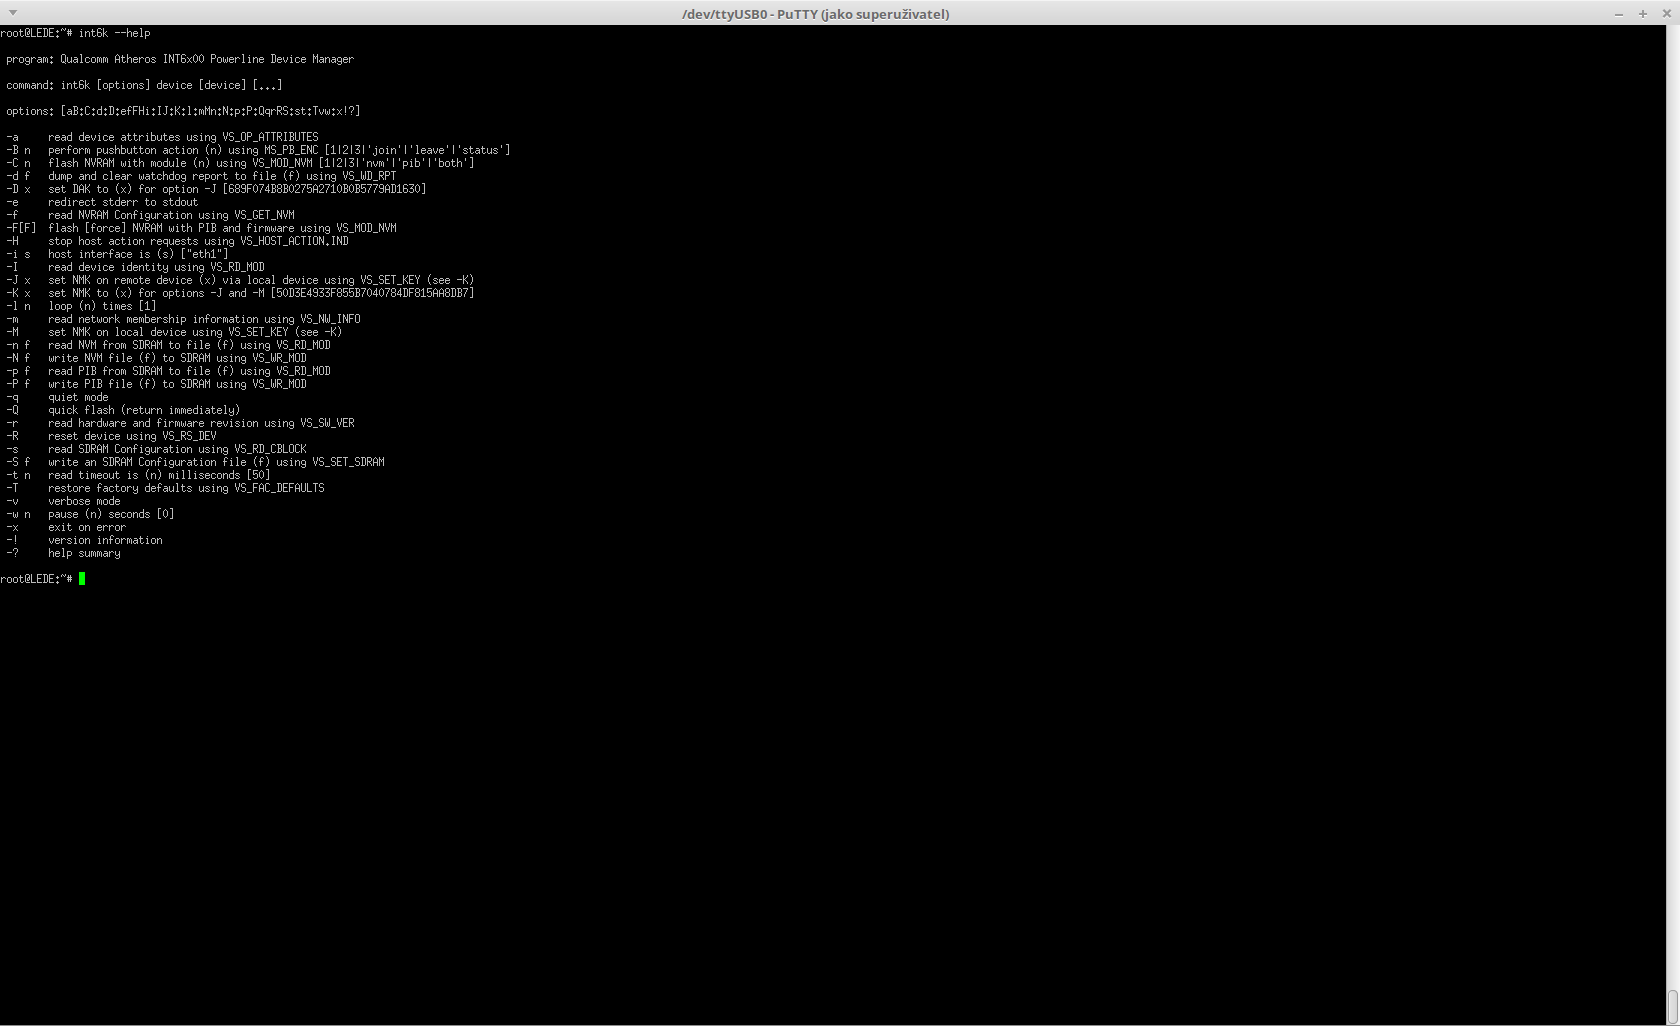 /dev/ttyUSB0 - PuTTY (jako superuživatel)
root@LEDE:~# int6k --help
program: Qualcomm Atheros INT6x00 Powerline Device Manager
command: int6k [options] device [device] [...]
options: [aB:C:d:D:efFHi:IJ:K:l:mMn:N:p:P:QqrRS:st:Tvw:x!?]
-a read device attributes using VS_OP_ATTRIBUTES
-B n perform pushbutton action (n) using MS_PB_ENC [1|2|3|'join'|'leave'|'status']
-C n flash NVRAM with module (n) using VS_MOD_NVM [1|2|3|'nvm'|'pib'|'both']
-d f dump and clear watchdog report to file (f) using VS_WD_RPT
-D x set DAK to (x) for option -J [689F074B8B0275A2710B0B5779AD1630]
-e redirect stderr to stdout
-f read NVRAM Configuration using VS_GET_NVM
-F[F] flash [force] NVRAM with PIB and firmware using VS_MOD_NVM
-H stop host action requests using VS_HOST_ACTION.IND
-i s host interface is (s) ["eth1"]
-I read device identity using VS_RD_MOD
-J x set NMK on remote device (x) via local device using VS_SET_KEY (see -K)
-K x set NMK to (x) for options -J and -M [50D3E4933F855B7040784DF815AA8DB7]
-l n loop (n) times [1]
-m read network membership information using VS_NW_INFO
-M set NMK on local device using VS_SET_KEY (see -K)
-n f read NVM from SDRAM to file (f) using VS_RD_MOD
-N f write NVM file (f) to SDRAM using VS_WR_MOD
-p f read PIB from SDRAM to file (f) using VS_RD_MOD
-P f write PIB file (f) to SDRAM using VS_WR_MOD
-q quiet mode
-Q quick flash (return immediately)
-r read hardware and firmware revision using VS_SW_VER
-R reset device using VS_RS_DEV
-s read SDRAM Configuration using VS_RD_CBLOCK
-S f write an SDRAM Configuration file (f) using VS_SET_SDRAM
-t n read timeout is (n) milliseconds [50]
-T restore factory defaults using VS_FAC_DEFAULTS
-v verbose mode
-w n pause (n) seconds [0]
-x exit on error
-! version information
-? help summary
root@LEDE:~#